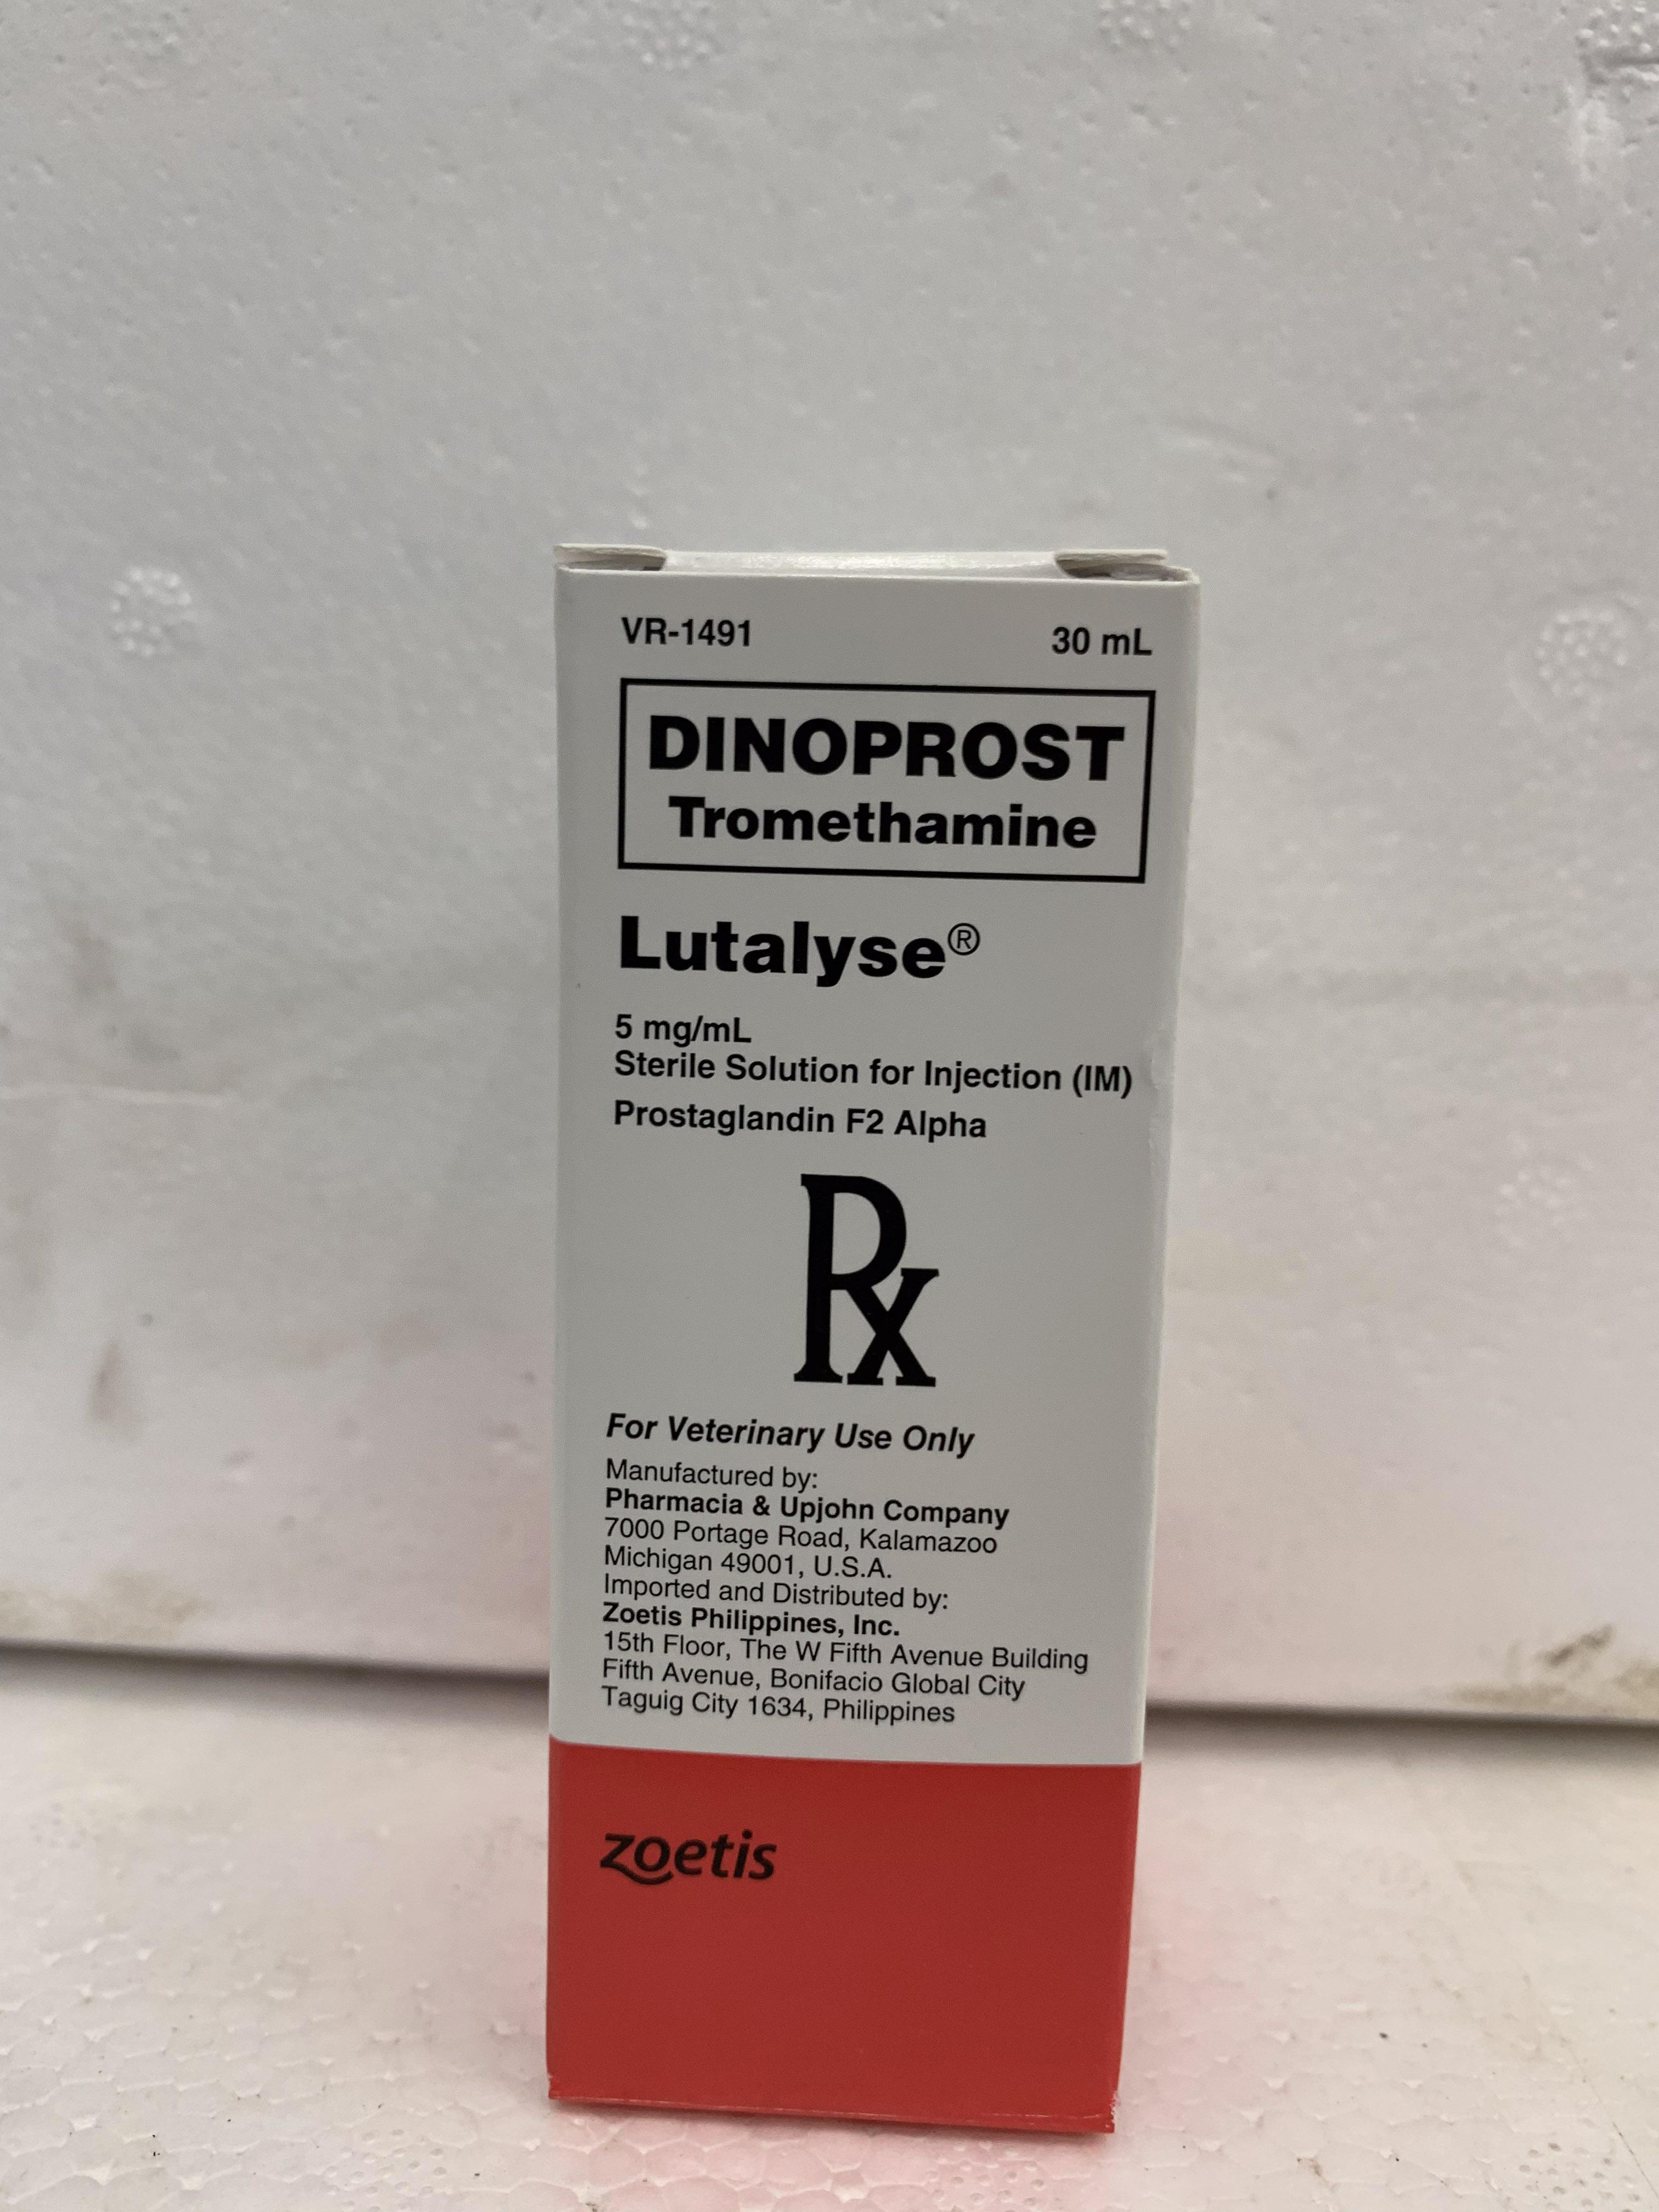 VR-1491 30 mL
DINOPROST
Tromethamine
Lutalyse®
5 mg/mL
Sterile Solution for Injection (IM)
Prostaglandin F2 Alpha
Rx
For Veterinary Use Only
Manufactured by:
Pharmacia & Upjohn Company
7000 Portage Road, Kalamazoo
Michigan 49001, U.S.A.
Imported and Distributed by:
Zoetis Philippines, Inc.
15th Floor, The W Fifth Avenue Building
Fifth Avenue, Bonifacio Global City
Taguig City 1634, Philippines
zoetis